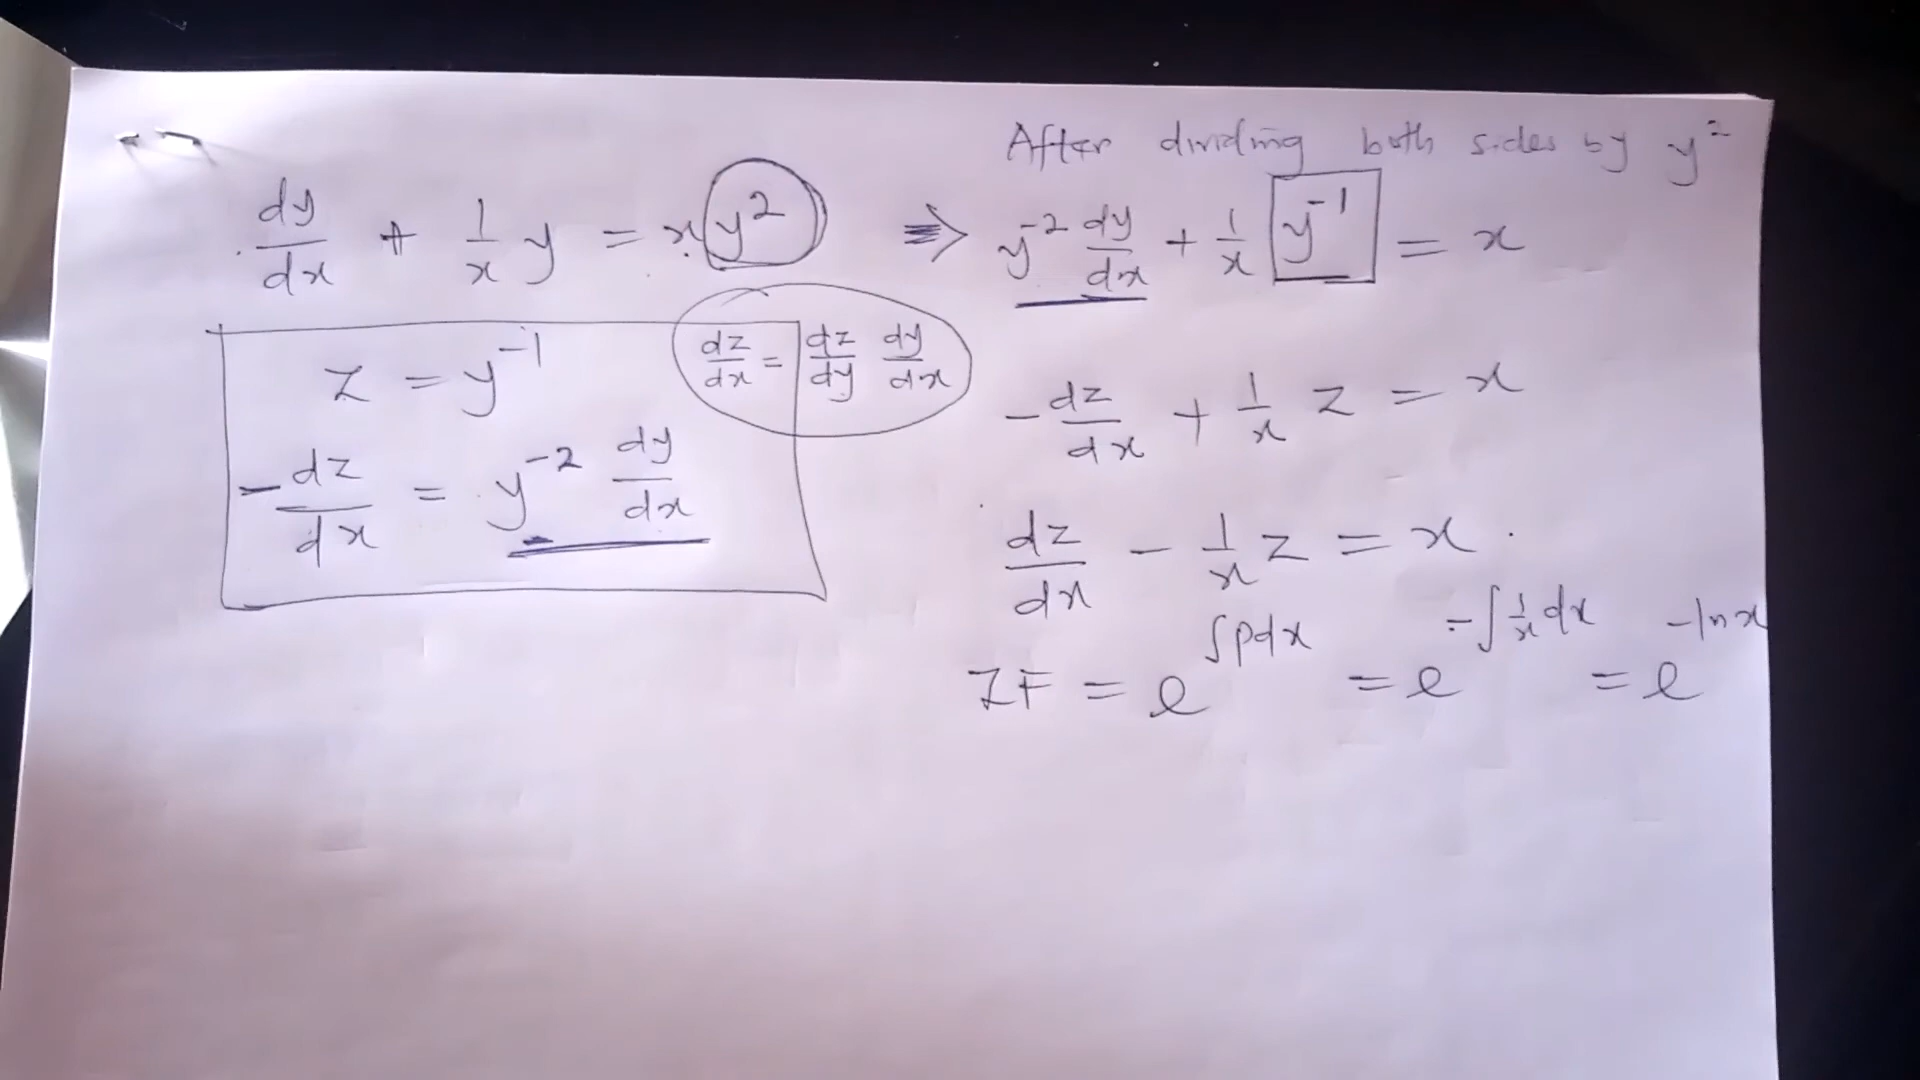 After dividing both sides by y²
dy/dx + 1/x y = x y² ⇒ y⁻² dy/dx + 1/x y⁻¹ = x
z = y⁻¹
dz/dx = dz/dy dy/dx
-dz/dx = y⁻² dy/dx
-dz/dx + 1/x z = x
dz/dx - 1/x z = x
IF = e^∫pdx = e^-∫1/x dx = e^-ln x